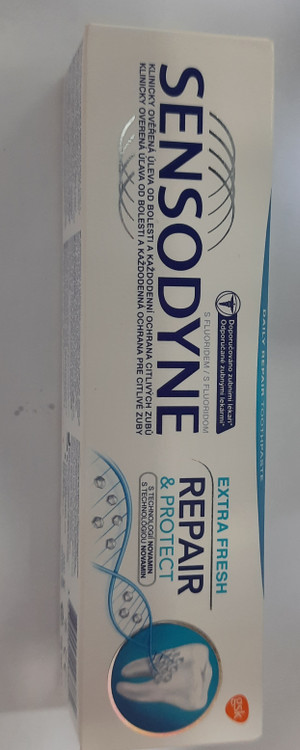 DAILY REPAIR TOOTHPASTE
SENSODYNE
S FLUORIDEM / S FLUORIDOM
Doporučováno zubními lékaři*
Odporúčané zubnými lekármi*
KLINICKY OVĚŘENÁ ÚLEVA OD BOLESTI A KAŽDODENNÍ OCHRANA CITLIVÝCH ZUBŮ
KLINICKY OVERENÁ ÚĽAVA OD BOLESTI A KAŽDODENNÁ OCHRANA PRE CITLIVÉ ZUBY
EXTRA FRESH
REPAIR
& PROTECT
S TECHNOLOGIÍ NOVAMIN
S TECHNOLÓGIOU NOVAMIN
gsk